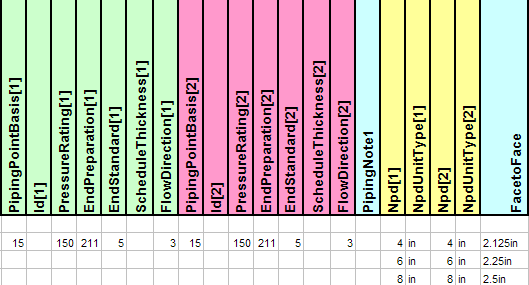 PipingPointBasis[1] Id[1] PressureRating[1] EndPreparation[1] EndStandard[1] ScheduleThickness[1] FlowDirection[1] PipingPointBasis[2] Id[2] PressureRating[2] EndPreparation[2] EndStandard[2] ScheduleThickness[2] FlowDirection[2] PipingNote1 Npd[1] NpdUnitType[1] Npd[2] NpdUnitType[2] FacetoFace
15 150 211 5 3 15 150 211 5 3 4 in 4 in 2.125in
6 in 6 in 2.25in
8 in 8 in 2.5in